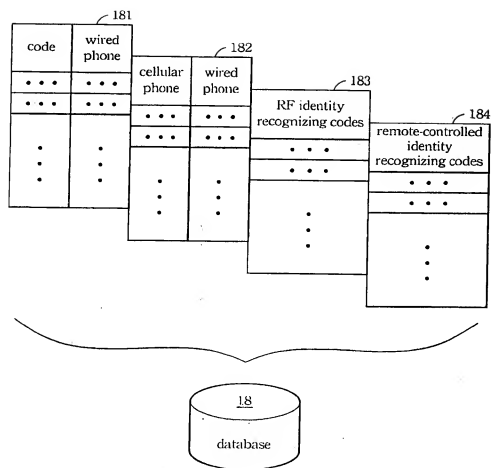 181
code
wired phone
• • •
• • •
• • •
• • •
182
cellular phone
wired phone
• • •
• • •
• • •
• • •
183
RF identity
recognizing codes
• • •
• • •
184
remote-controlled
identity
recognizing codes
• • •
• • •
18
database